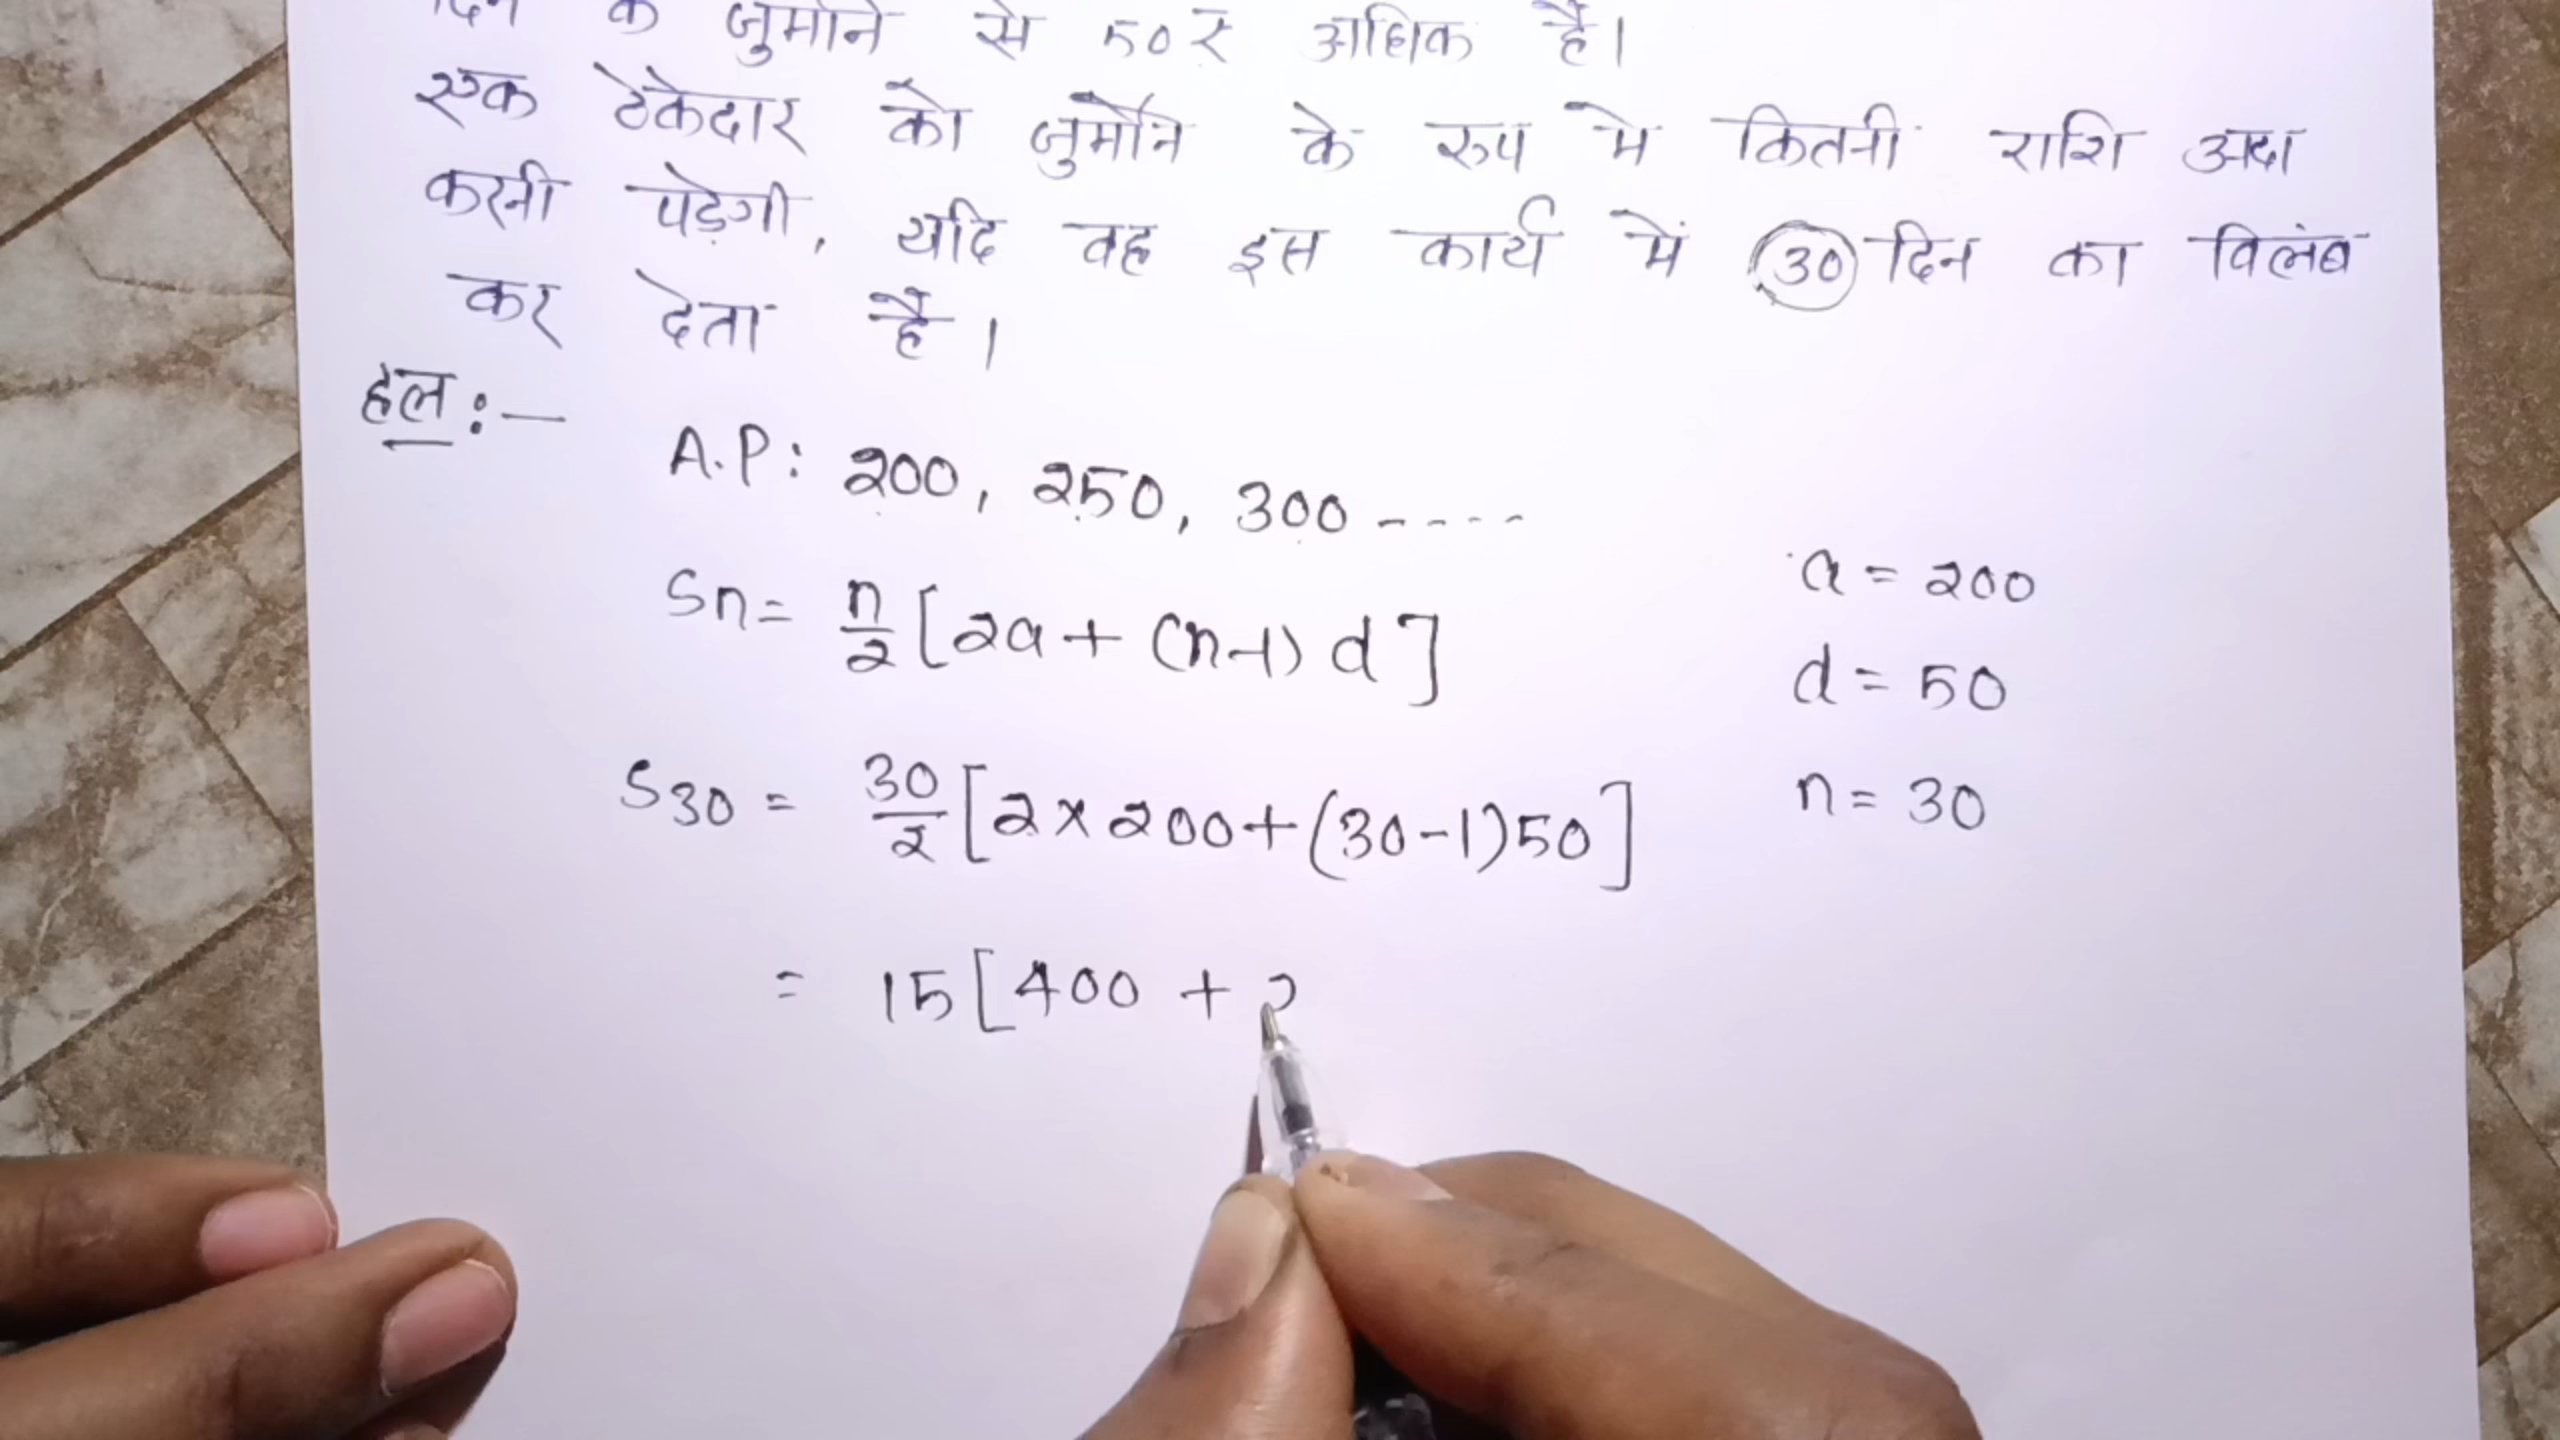 दिन के जुर्माने से 50 रु अधिक है।
एक ठेकेदार को जुर्माने के रुप मे कितनी राशि अदा
करनी पड़ेगी, यदि वह इस कार्य में 30 दिन का विलंब
कर देता है।
हल :-
A.P: 200, 250, 300 ----
Sn = n/2 [2a + (n-1) d]
a = 200
d = 50
S30 = 30/2 [2 × 200 + (30-1)50]
n = 30
= 15 [400 + 2